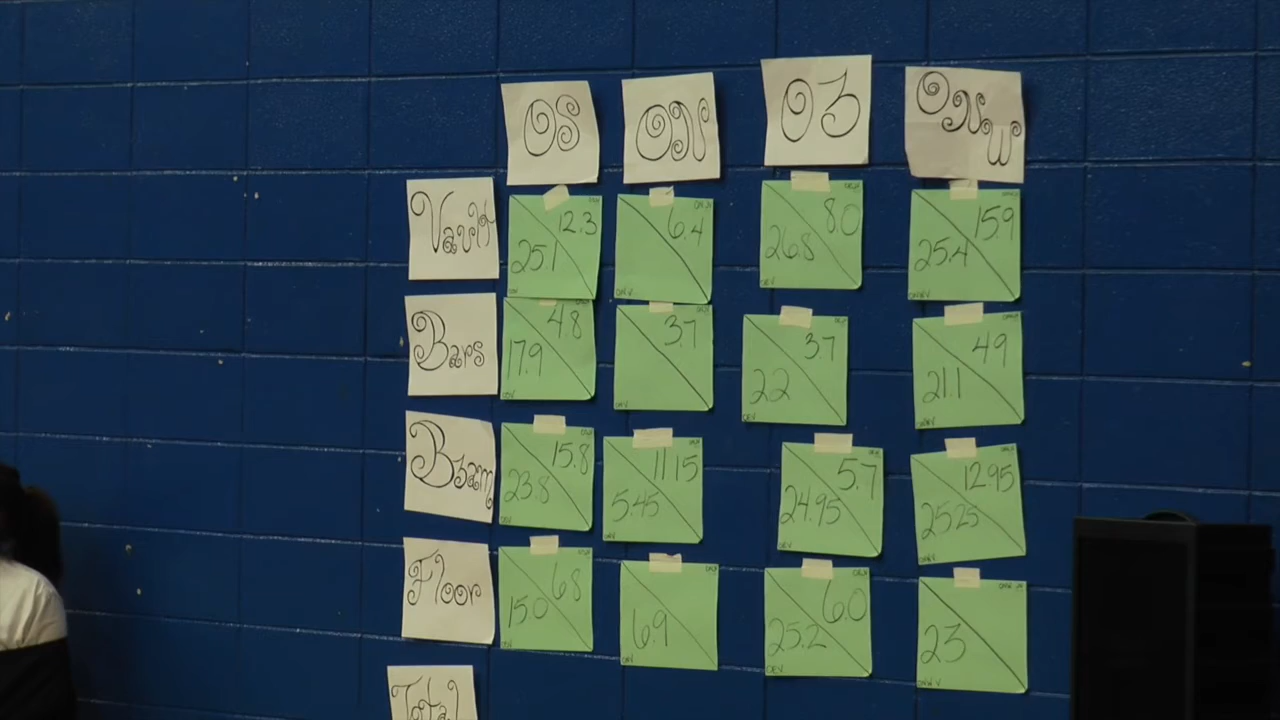 OS ON OE ONW
Vault 12.3 25.1 6.4 8.0 26.8 15.9 25.4
Bars 4.8 17.9 3.7 3.7 22 4.9 21.1
Beam 15.8 23.8 11.15 5.45 5.7 24.95 12.95 25.25
Floor 6.8 15.0 6.9 6.0 25.2 23
Total